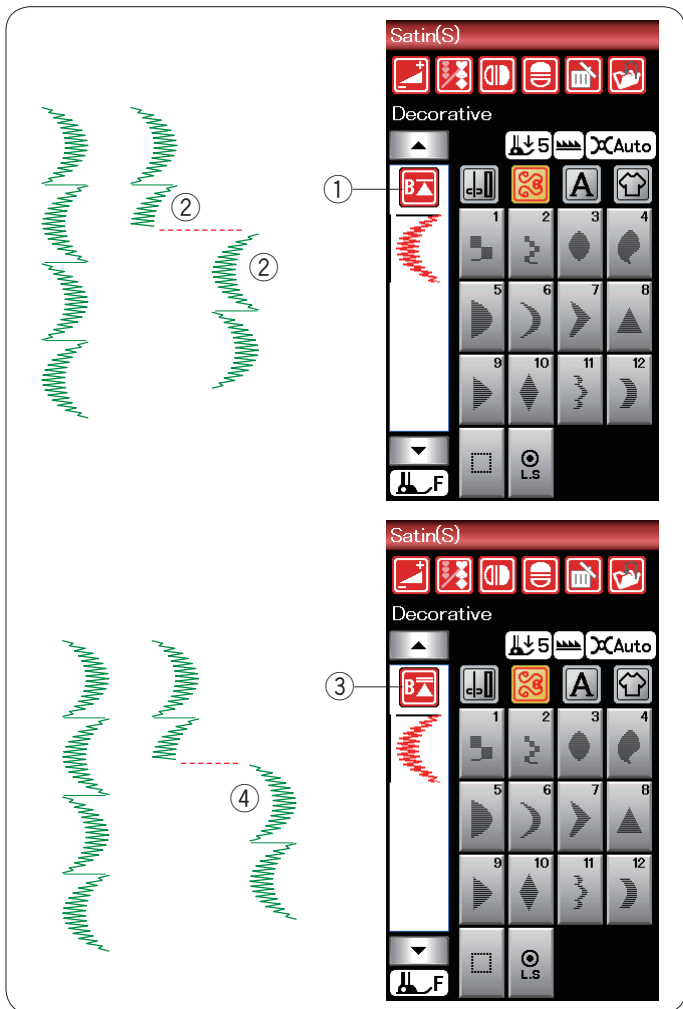 Satin(S)
Decorative
5 Auto
① B A
1 2 3 4
②
②
5 6 7 8
9 10 11 12
L.S
F
Satin(S)
Decorative
5 Auto
③ B A
1 2 3 4
④
5 6 7 8
9 10 11 12
L.S
F